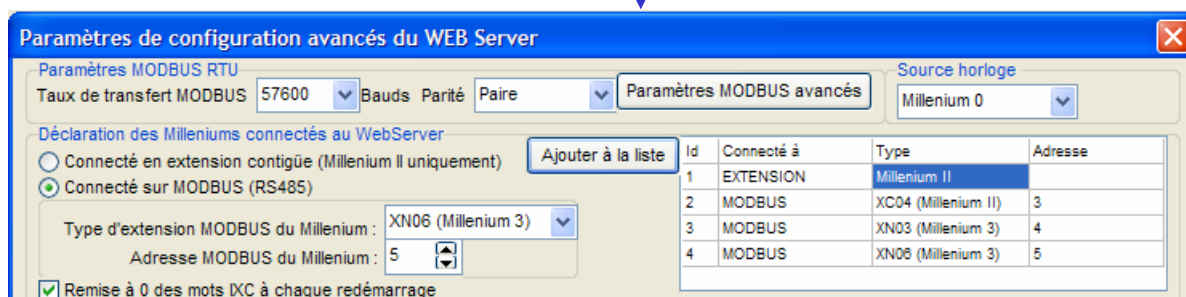 Paramètres de configuration avancés du WEB Server
Paramètres MODBUS RTU
Taux de transfert MODBUS 57600 Bauds Parité Paire Paramètres MODBUS avancés
Source horloge
Millenium 0
Déclaration des Milleniums connectés au WebServer
Connecté en extension contigüe (Millenium II uniquement)
Connecté sur MODBUS (RS485)
Ajouter à la liste
Type d'extension MODBUS du Millenium : XN06 (Millenium 3)
Adresse MODBUS du Millenium : 5
Remise à 0 des mots IXC à chaque redémarrage
Id Connecté à Type Adresse
1 EXTENSION Millenium II
2 MODBUS XC04 (Millenium II) 3
3 MODBUS XN03 (Millenium 3) 4
4 MODBUS XN06 (Millenium 3) 5